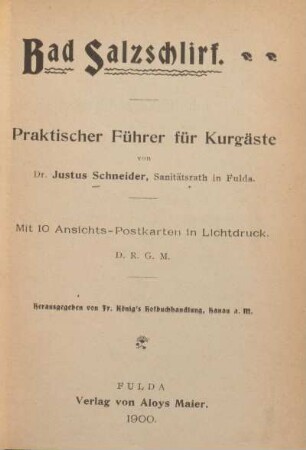 Bad Salzschlirf.
Praktischer Führer für Kurgäste
von
Dr. Justus Schneider, Sanitätsrath in Fulda.
Mit 10 Ansichts-Postkarten in Lichtdruck.
D. R. G. M.
Herausgegeben von Fr. König's Hofbuchhandlung, Hanau a. M.
FULDA
Verlag von Aloys Maier.
1900.